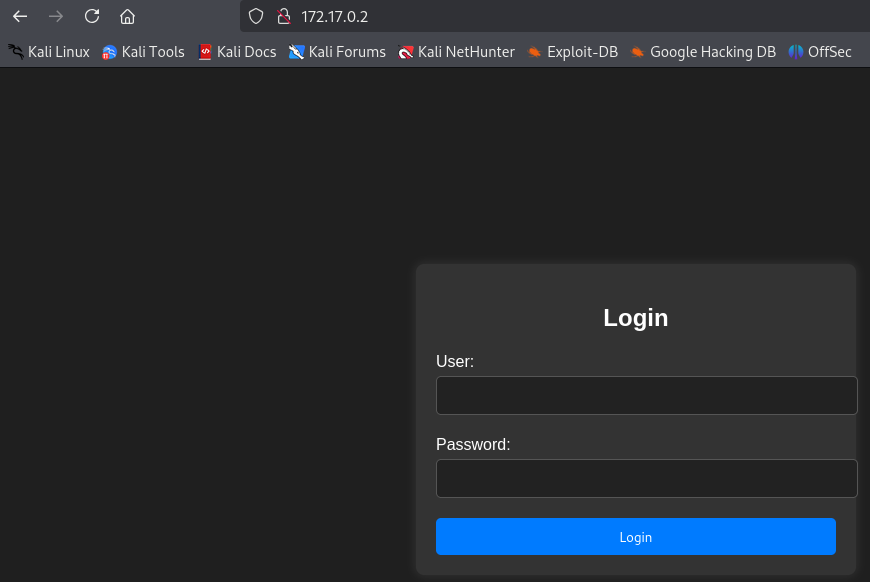 172.17.0.2
Kali Linux Kali Tools Kali Docs Kali Forums Kali NetHunter Exploit-DB Google Hacking DB OffSec
Login
User:
Password:
Login